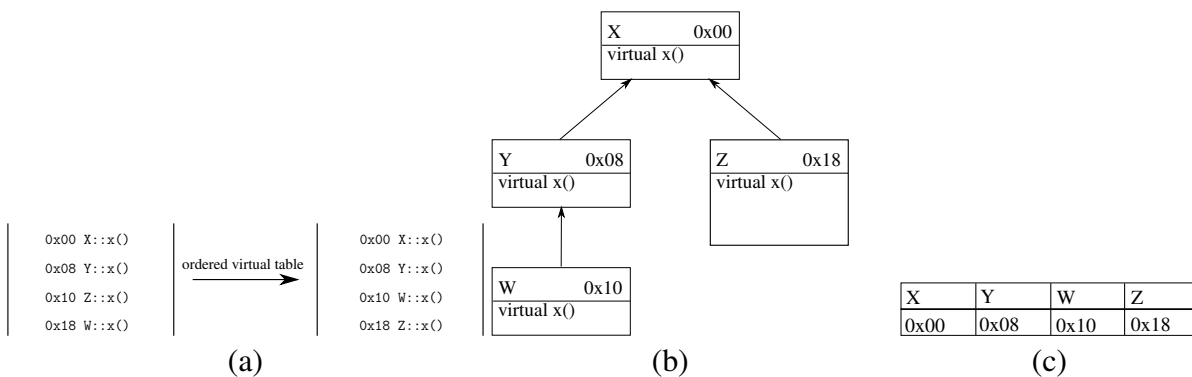 0x00 X::x()
0x08 Y::x()
0x10 Z::x()
0x18 W::x()
ordered virtual table
0x00 X::x()
0x08 Y::x()
0x10 W::x()
0x18 Z::x()
(a)
X 0x00
virtual x()
Y 0x08
virtual x()
Z 0x18
virtual x()
W 0x10
virtual x()
(b)
X Y W Z
0x00 0x08 0x10 0x18
(c)